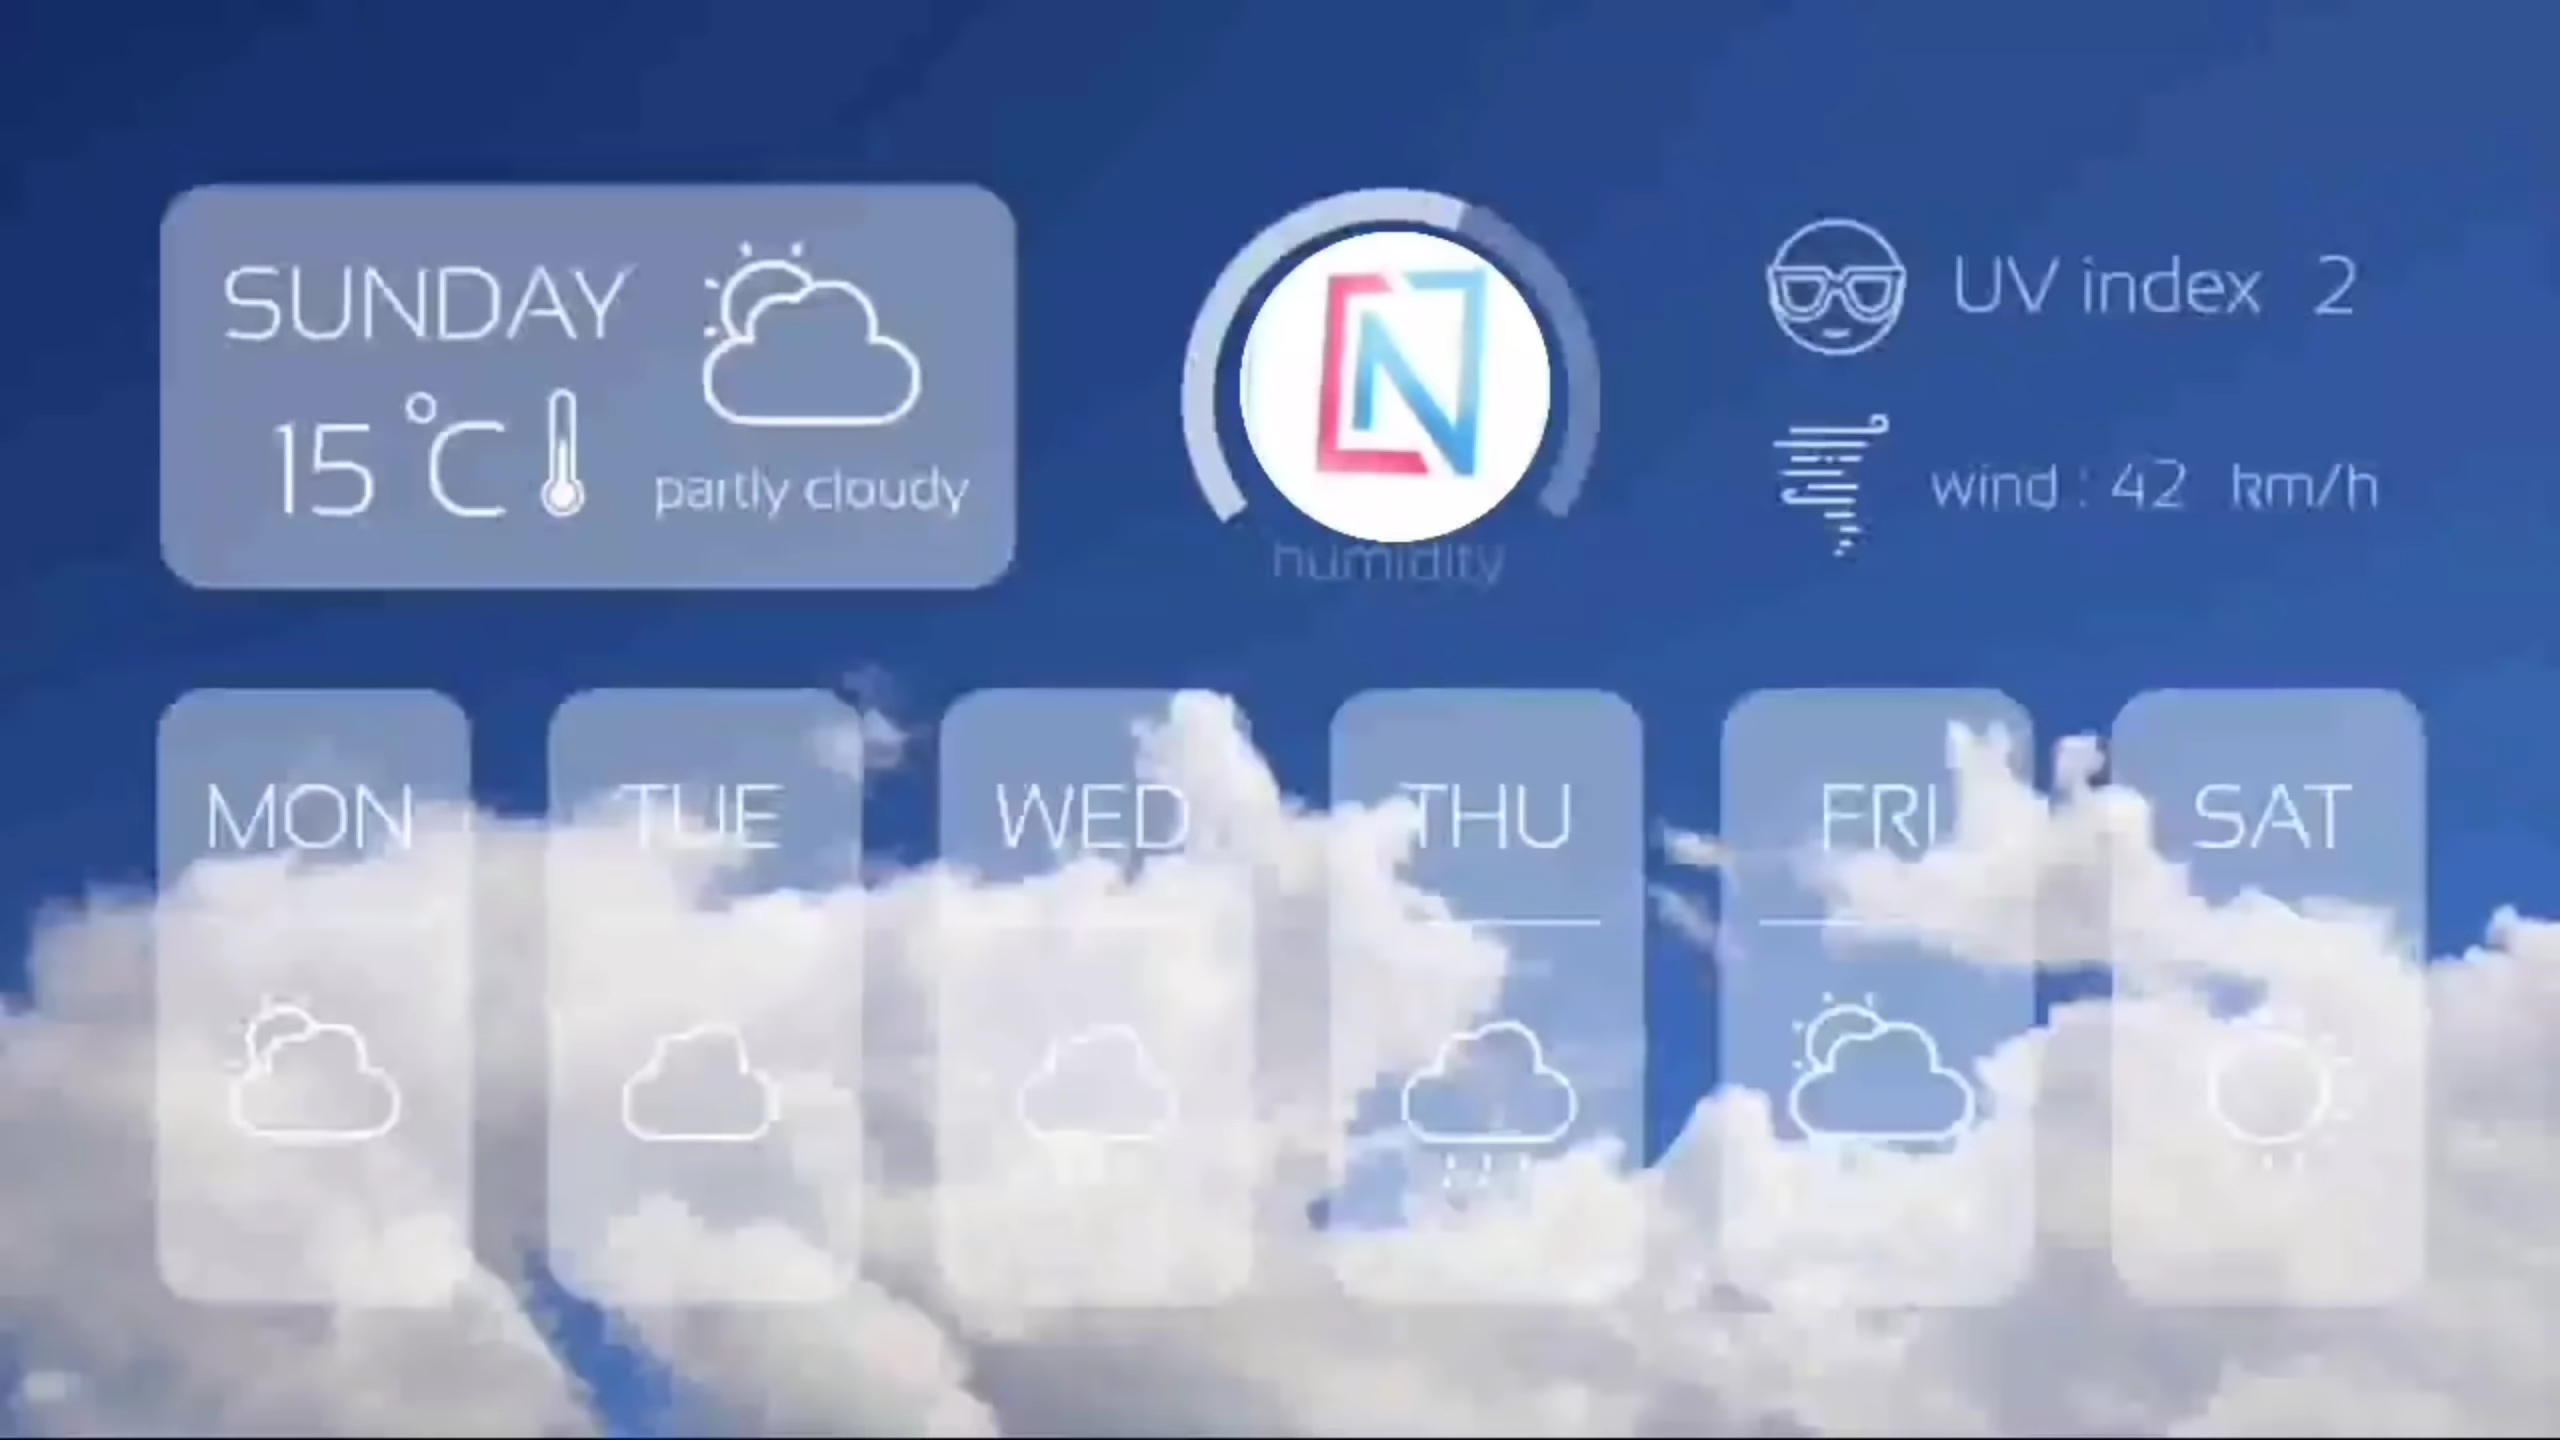 SUNDAY
15 °C
partly cloudy
N
humidity
UV index 2
wind : 42 km/h
MON
TUE
WED
THU
FRI
SAT